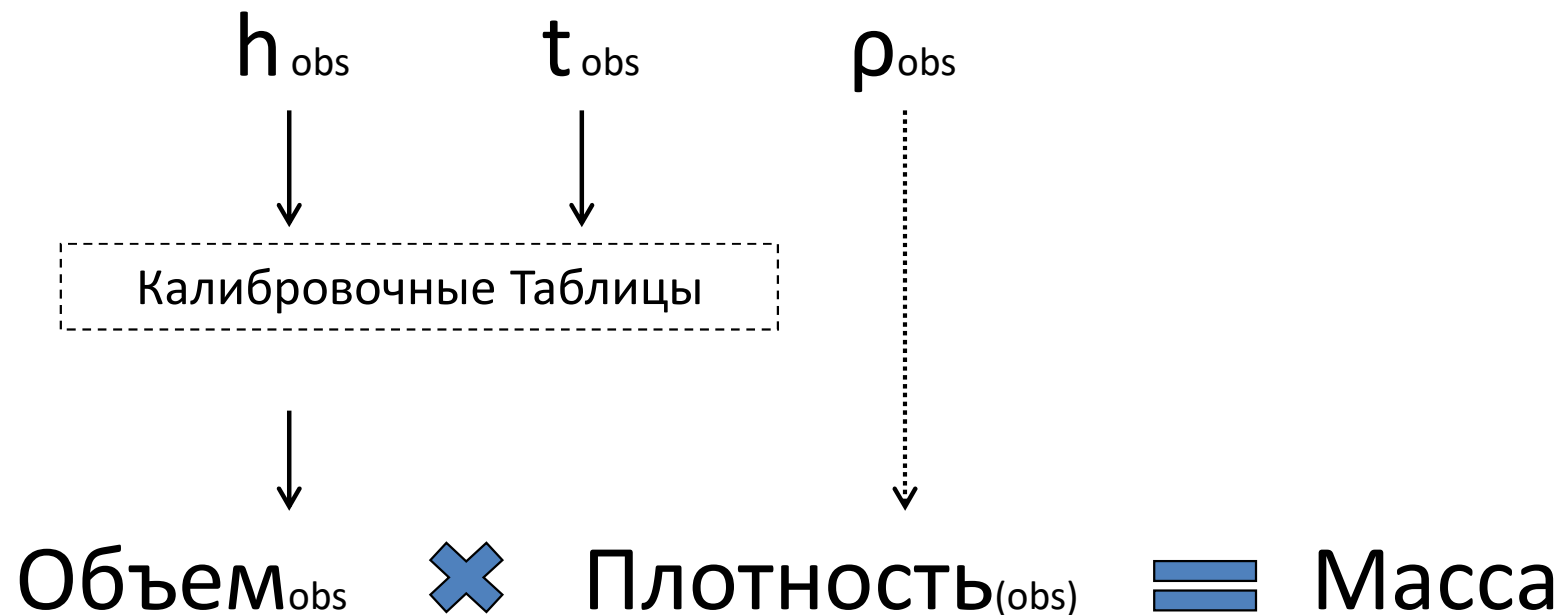 h obs t obs ρobs
Калибровочные Таблицы
Объемobs Плотность(obs) Масса